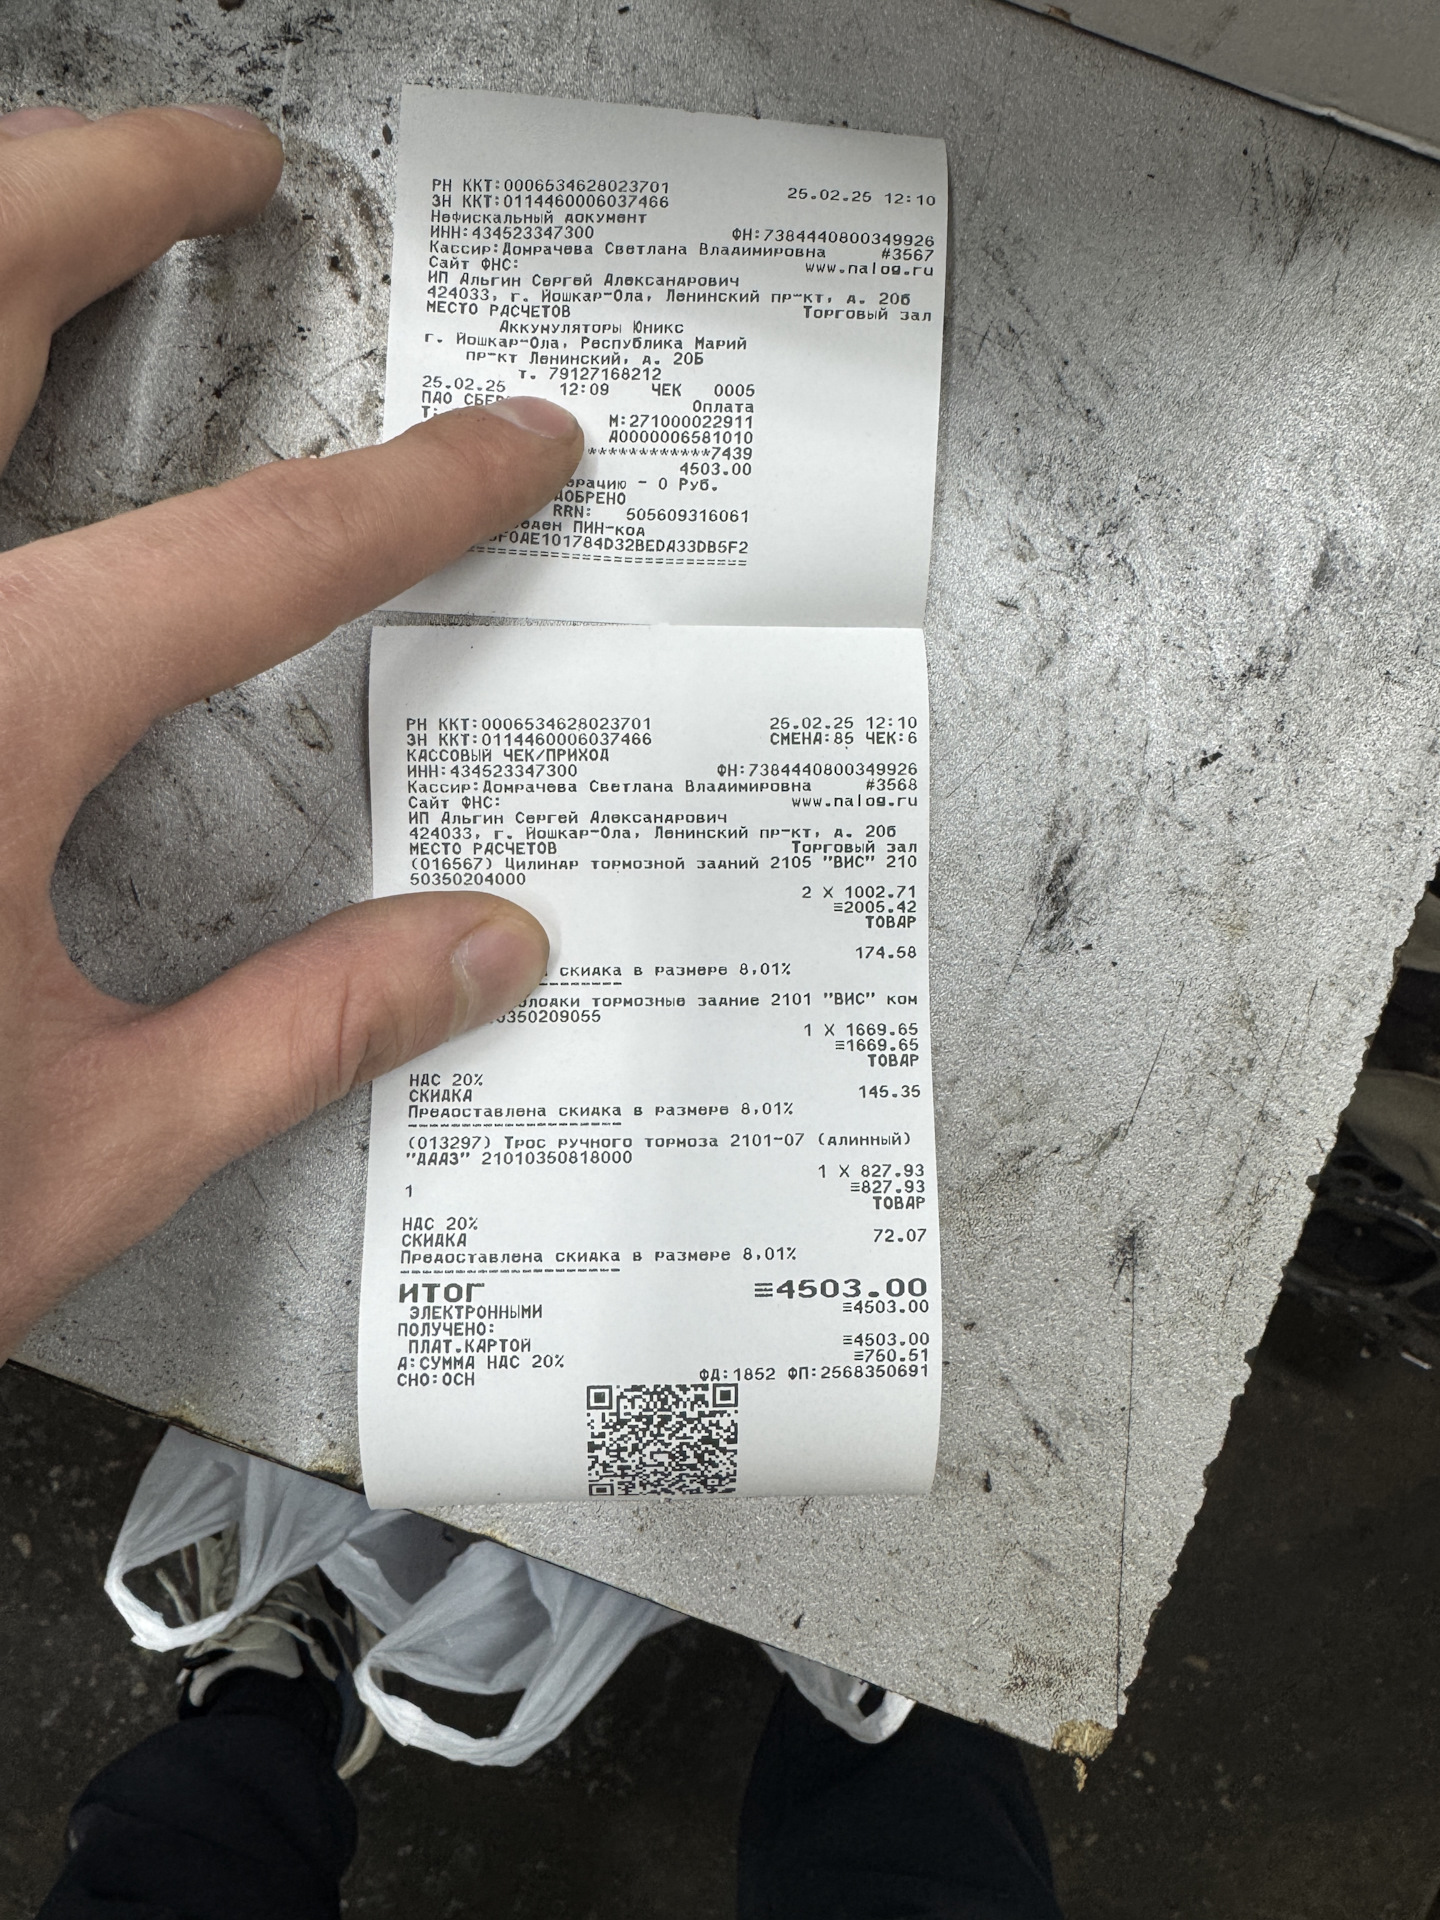 РН ККТ:0006534628023701 25.02.25 12:10
ЗН ККТ:0114460006037466
Нефискальный документ
ИНН:434523347300 ФН:7384440800349926
Кассир:Домрачева Светлана Владимировна #3567
Сайт ФНС: www.nalog.ru
ИП Альгин Сергей Александрович
424033, г. Йошкар-Ола, Ленинский пр-кт, д. 20б
МЕСТО РАСЧЕТОВ Торговый зал
Аккумуляторы Юникс
г. Йошкар-Ола, Республика Марий
пр-кт Ленинский, д. 20Б
т. 79127168212
25.02.25 12:09 ЧЕК 0005
ПАО Оплата
М:271000022911
A0000006581010
************7439
4503.00
- 0 Руб.
RRN: 505609316061
ПИН-код
==============================
РН ККТ:0006534628023701 25.02.25 12:10
ЗН ККТ:0114460006037466 СМЕНА:85 ЧЕК:6
КАССОВЫЙ ЧЕК/ПРИХОД
ИНН:434523347300 ФН:7384440800349926
Кассир:Домрачева Светлана Владимировна #3568
Сайт ФНС: www.nalog.ru
ИП Альгин Сергей Александрович
424033, г. Йошкар-Ола, Ленинский пр-кт, д. 20б
МЕСТО РАСЧЕТОВ Торговый зал
(016567) Цилиндр тормозной задний 2105 "ВИС" 210
50350204000
2 X 1002.71
≡2005.42
ТОВАР
174.58
скидка в размере 8,01%
тормозные задние 2101 "ВИС" ком
0350209055
1 X 1669.65
≡1669.65
ТОВАР
НДС 20%
СКИДКА 145.35
Предоставлена скидка в размере 8,01%
(013297) Трос ручного тормоза 2101-07 (длинный)
"ДААЗ" 21010350818000
1 X 827.93
1 ≡827.93
ТОВАР
НДС 20%
СКИДКА 72.07
Предоставлена скидка в размере 8,01%
ИТОГ ≡4503.00
ЭЛЕКТРОННЫМИ ≡4503.00
ПОЛУЧЕНО:
ПЛАТ.КАРТОЙ ≡4503.00
А:СУММА НДС 20% ≡750.51
СНО:ОСН ФД:1852 ФП:2568350691